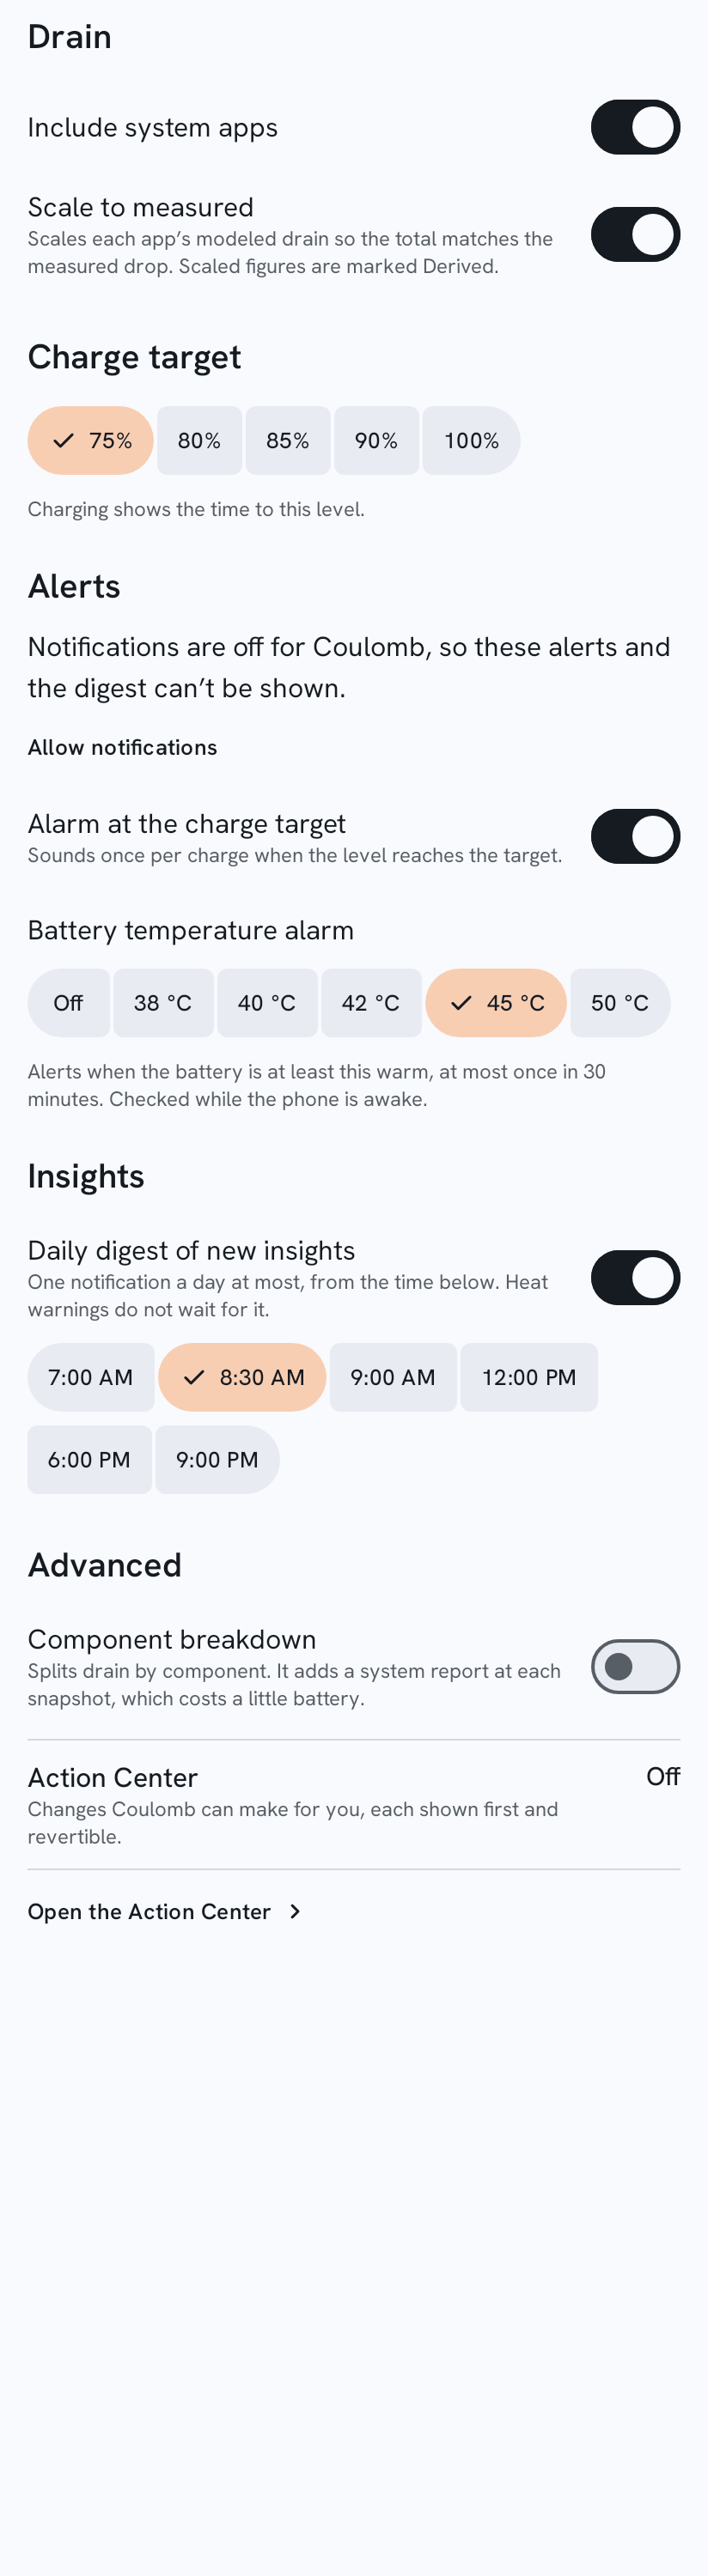 Drain
Include system apps
Scale to measured
Scales each app’s modeled drain so the total matches the
measured drop. Scaled figures are marked Derived.
Charge target
75% 80% 85% 90% 100%
Charging shows the time to this level.
Alerts
Notifications are off for Coulomb, so these alerts and
the digest can’t be shown.
Allow notifications
Alarm at the charge target
Sounds once per charge when the level reaches the target.
Battery temperature alarm
Off 38 °C 40 °C 42 °C 45 °C 50 °C
Alerts when the battery is at least this warm, at most once in 30
minutes. Checked while the phone is awake.
Insights
Daily digest of new insights
One notification a day at most, from the time below. Heat
warnings do not wait for it.
7:00 AM 8:30 AM 9:00 AM 12:00 PM
6:00 PM 9:00 PM
Advanced
Component breakdown
Splits drain by component. It adds a system report at each
snapshot, which costs a little battery.
Action Center Off
Changes Coulomb can make for you, each shown first and
revertible.
Open the Action Center